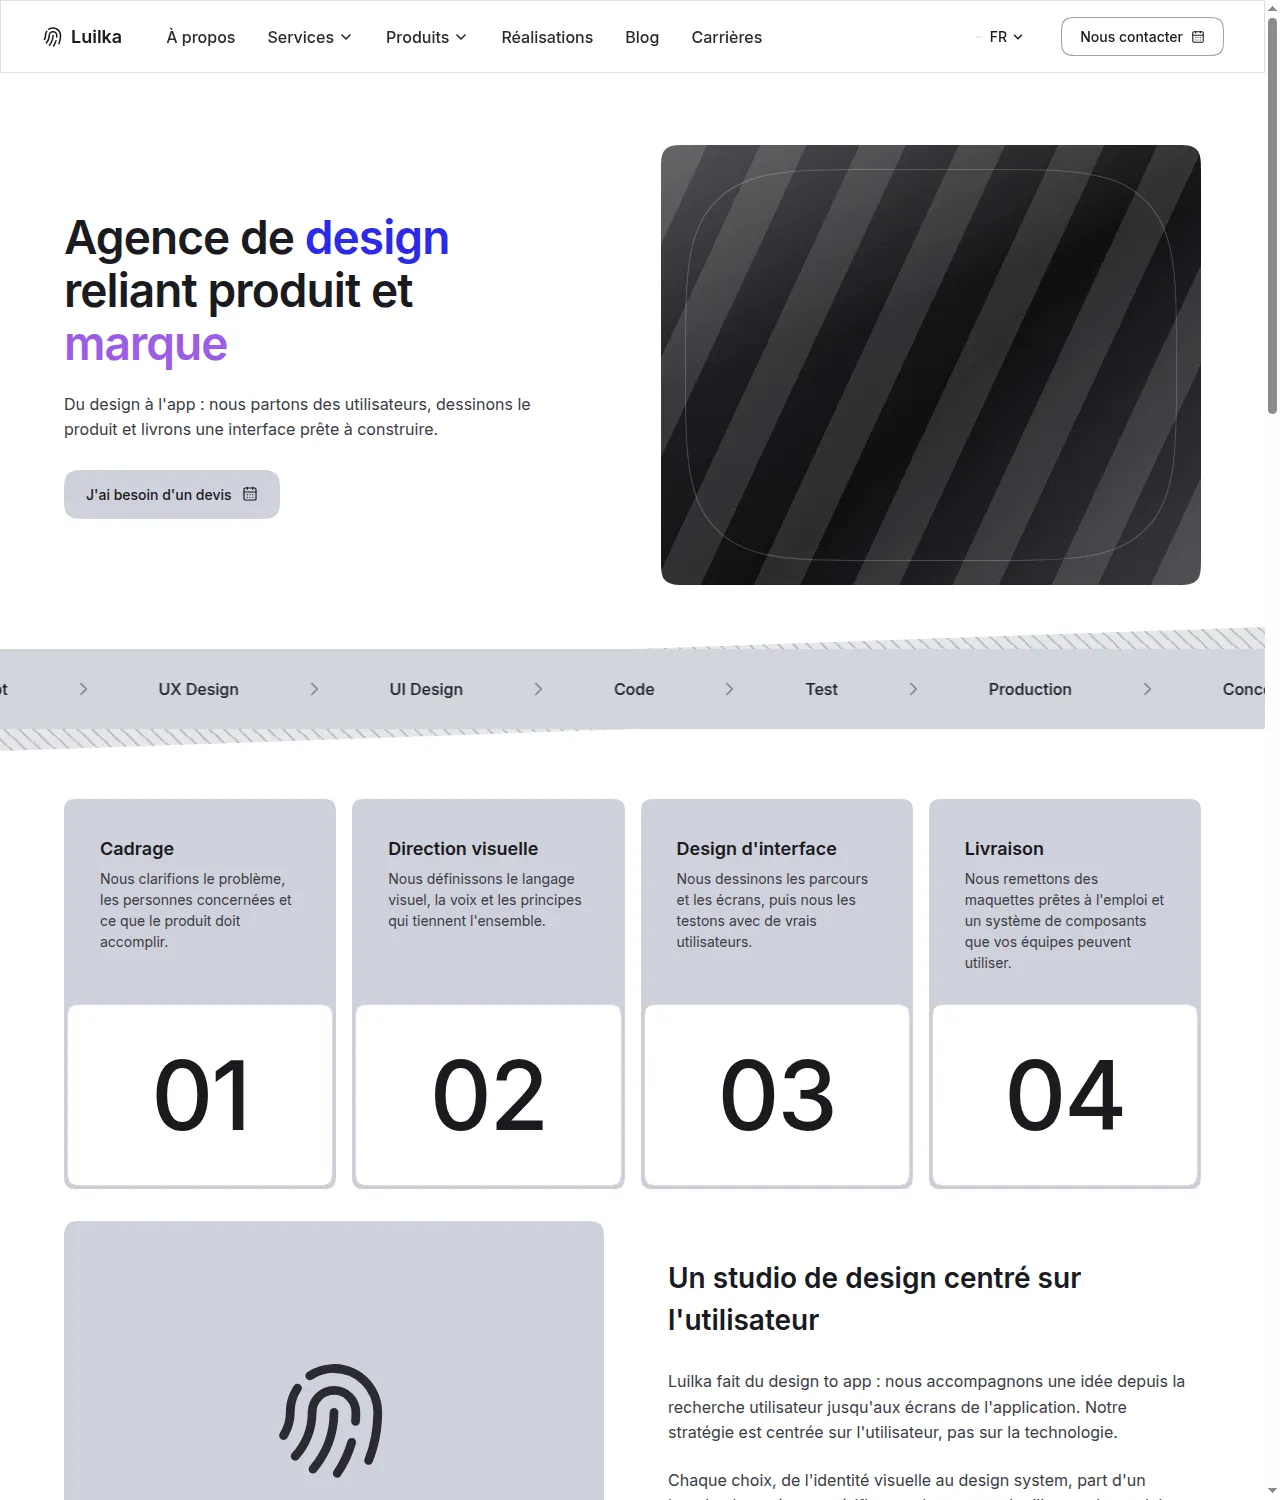 Luilka
À propos
Services
Produits
Réalisations
Blog
Carrières
FR
Nous contacter
Agence de design
reliant produit et
marque
Du design à l'app : nous partons des utilisateurs, dessinons le
produit et livrons une interface prête à construire.
J'ai besoin d'un devis
UX Design
UI Design
Code
Test
Production
Cadrage
Nous clarifions le problème,
les personnes concernées et
ce que le produit doit
accomplir.
01
Direction visuelle
Nous définissons le langage
visuel, la voix et les principes
qui tiennent l'ensemble.
02
Design d'interface
Nous dessinons les parcours
et les écrans, puis nous les
testons avec de vrais
utilisateurs.
03
Livraison
Nous remettons des
maquettes prêtes à l'emploi et
un système de composants
que vos équipes peuvent
utiliser.
04
Un studio de design centré sur
l'utilisateur
Luilka fait du design to app : nous accompagnons une idée depuis la
recherche utilisateur jusqu'aux écrans de l'application. Notre
stratégie est centrée sur l'utilisateur, pas sur la technologie.
Chaque choix, de l'identité visuelle au design system, part d'un